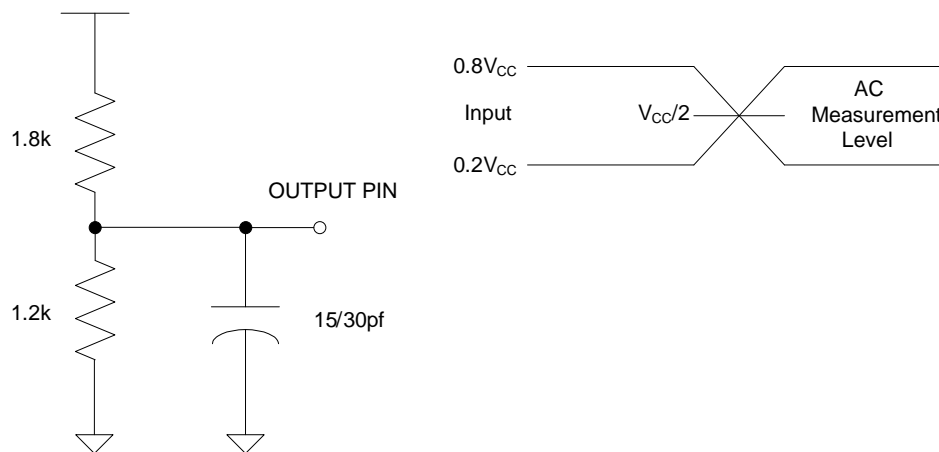 1.8k
OUTPUT PIN
1.2k
15/30pf
0.8VCC
Input
VCC/2
0.2VCC
AC
Measurement
Level